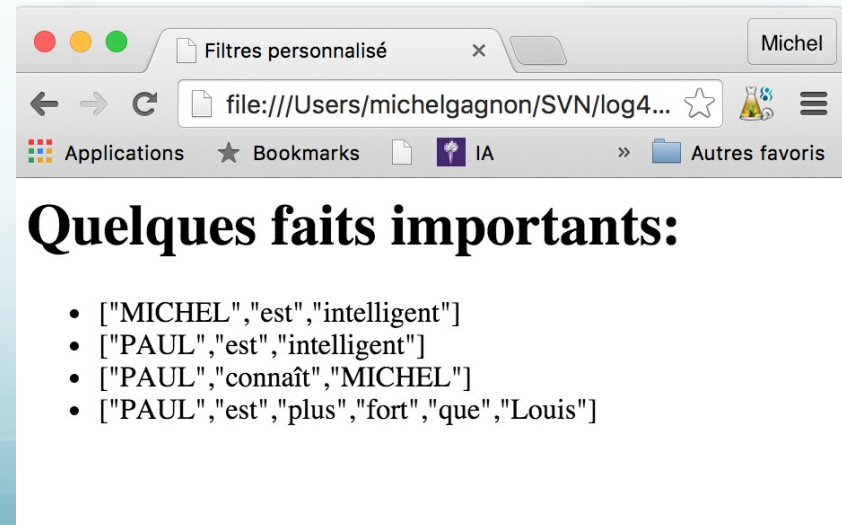 Filtres personnalisé
Michel
file:///Users/michelgagnon/SVN/log4...
8
Applications
Bookmarks
IA
»
Autres favoris
Quelques faits importants:
• ["MICHEL","est","intelligent"]
• ["PAUL","est","intelligent"]
• ["PAUL","connaît","MICHEL"]
• ["PAUL","est","plus","fort","que","Louis"]